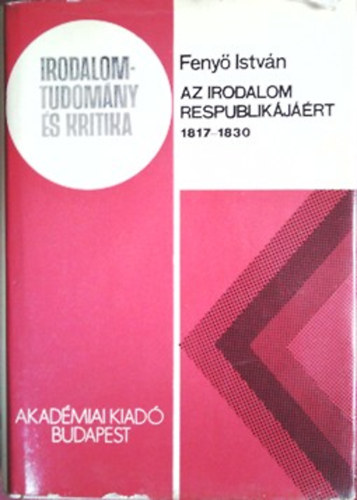 IRODALOM-
TUDOMÁNY
ÉS KRITIKA
Fenyő István
AZ IRODALOM
RESPUBLIKÁJÁÉRT
1817-1830
AKADÉMIAI KIADÓ
BUDAPEST